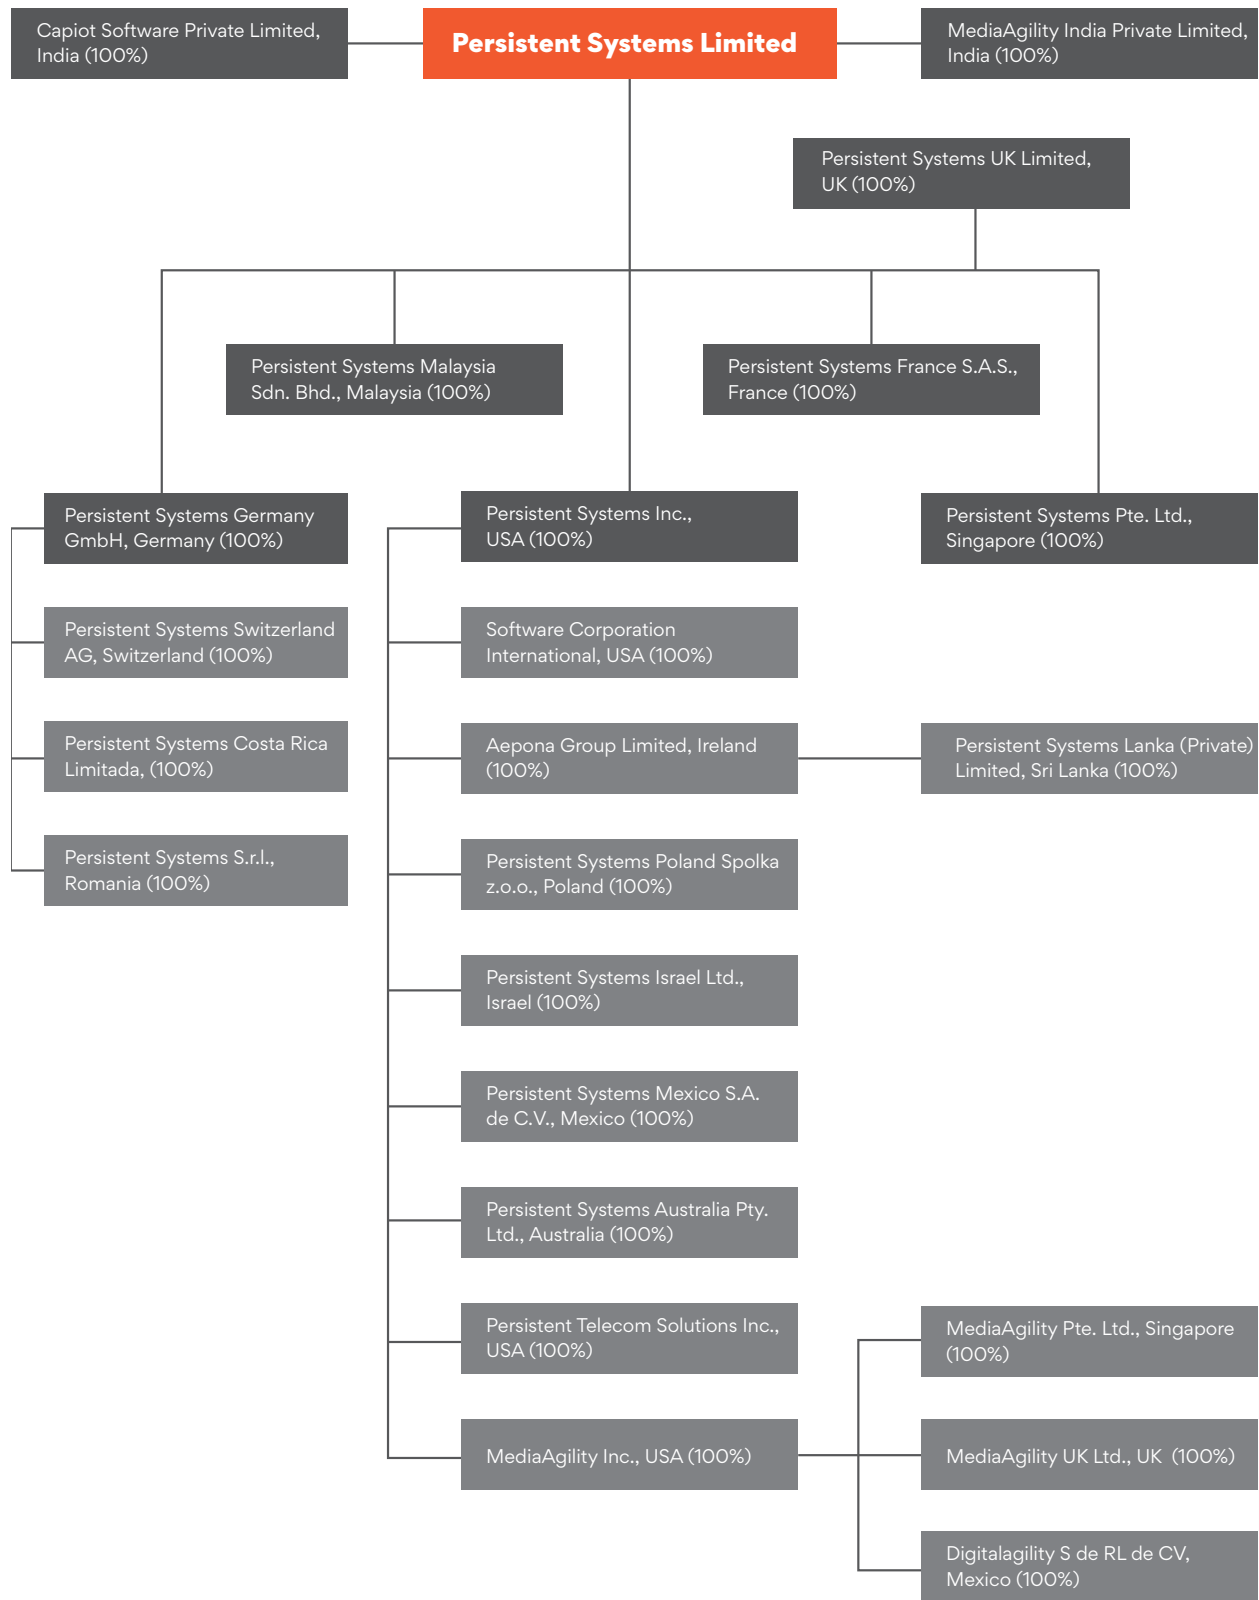 Capiot Software Private Limited,
India (100%)
Persistent Systems Limited
MediaAgility India Private Limited,
India (100%)
Persistent Systems UK Limited,
UK (100%)
Persistent Systems Malaysia
Sdn. Bhd., Malaysia (100%)
Persistent Systems France S.A.S.,
France (100%)
Persistent Systems Germany
GmbH, Germany (100%)
Persistent Systems Inc.,
USA (100%)
Persistent Systems Pte. Ltd.,
Singapore (100%)
Persistent Systems Switzerland
AG, Switzerland (100%)
Software Corporation
International, USA (100%)
Persistent Systems Costa Rica
Limitada, (100%)
Aepona Group Limited, Ireland
(100%)
Persistent Systems Lanka (Private)
Limited, Sri Lanka (100%)
Persistent Systems S.r.l.,
Romania (100%)
Persistent Systems Poland Spolka
z.o.o., Poland (100%)
Persistent Systems Israel Ltd.,
Israel (100%)
Persistent Systems Mexico S.A.
de C.V., Mexico (100%)
Persistent Systems Australia Pty.
Ltd., Australia (100%)
Persistent Telecom Solutions Inc.,
USA (100%)
MediaAgility Pte. Ltd., Singapore
(100%)
MediaAgility Inc., USA (100%)
MediaAgility UK Ltd., UK (100%)
Digitalagility S de RL de CV,
Mexico (100%)